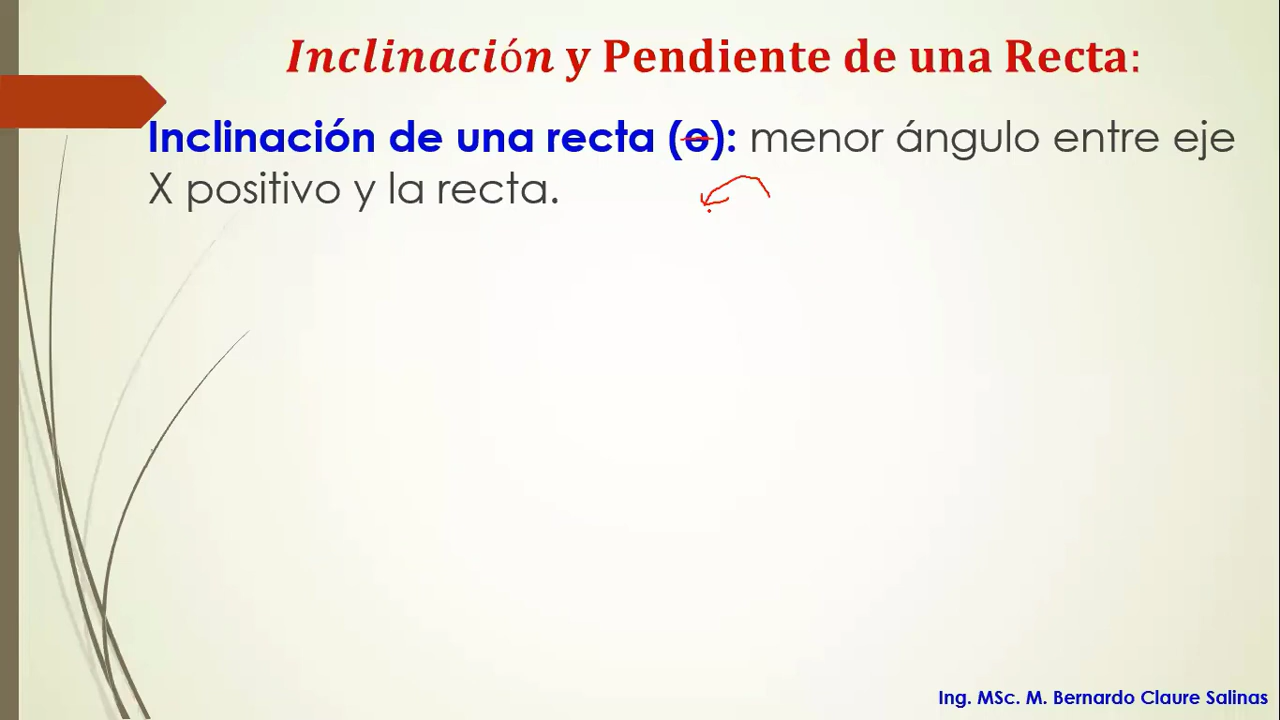 Inclinación y Pendiente de una Recta:
Inclinación de una recta (o): menor ángulo entre eje
X positivo y la recta.
Ing. MSc. M. Bernardo Claure Salinas